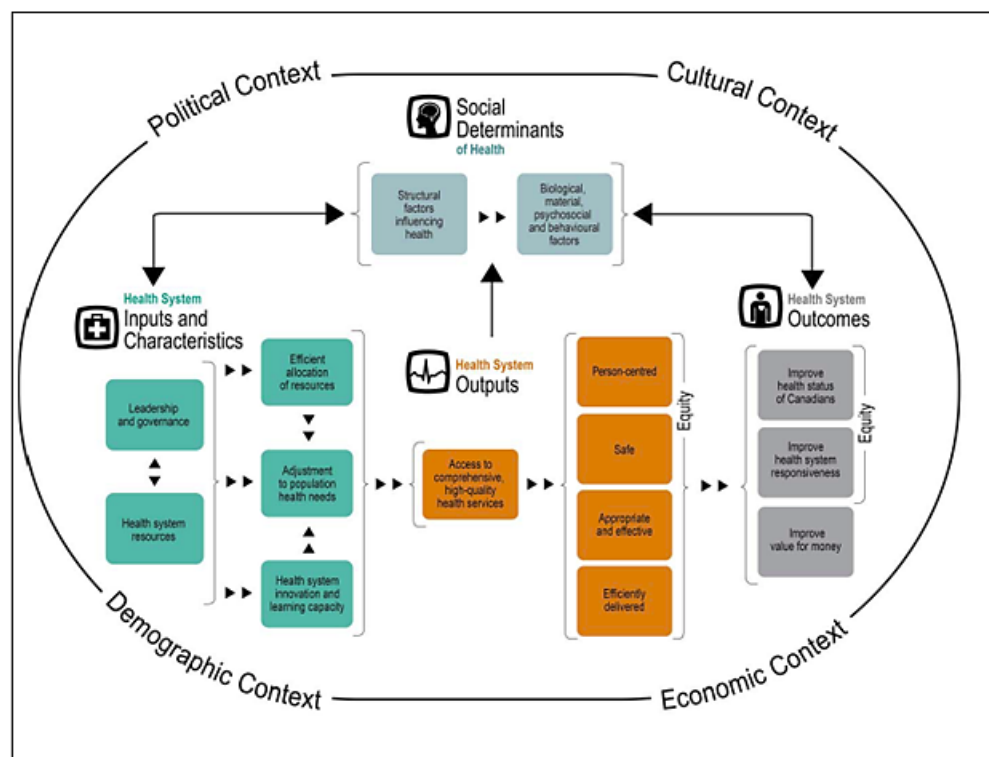 Political Context
Cultural Context
Social
Determinants
of Health
Structural
factors
influencing
health
Biological,
material,
psychosocial
and behavioural
factors
Health System
Inputs and
Characteristics
Leadership
and governance
Health system
resources
Efficient
allocation
of resources
Adjustment
to population
health needs
Health system
innovation and
learning capacity
Health System
Outputs
Access to
comprehensive,
high-quality
health services
Person-centred
Safe
Appropriate
and effective
Efficiently
delivered
Equity
Health System
Outcomes
Improve
health status
of Canadians
Improve
health system
responsiveness
Improve
value for money
Equity
Demographic Context
Economic Context